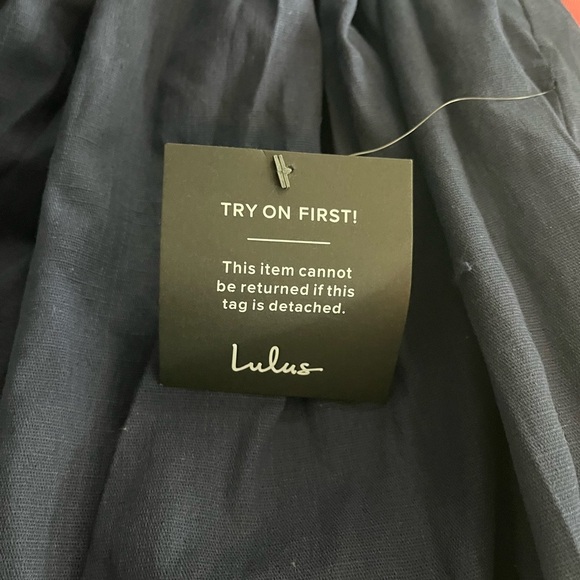 TRY ON FIRST!
This item cannot
be returned if this
tag is detached.
Lulus